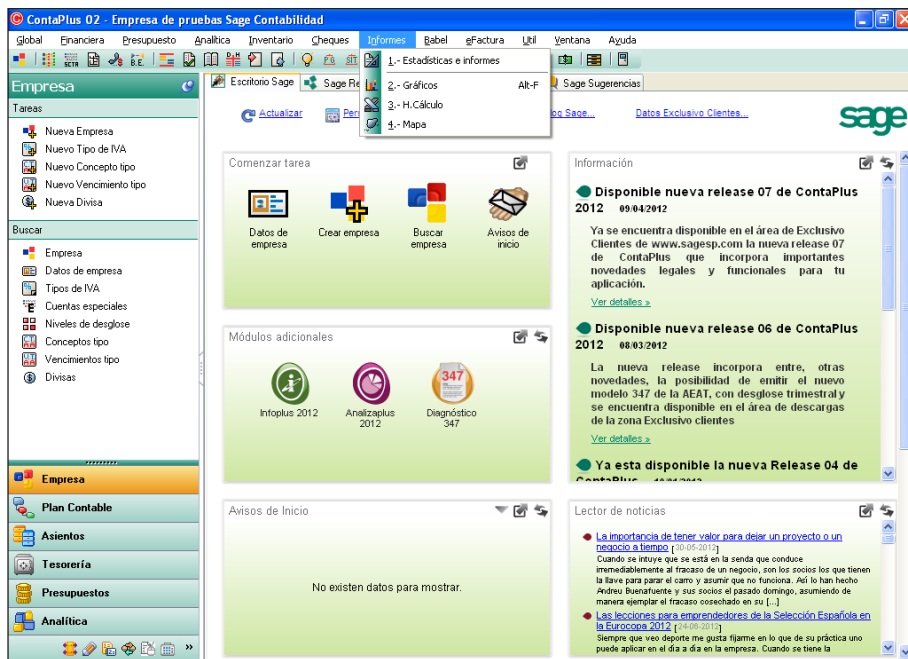 ContaPlus 02 - Empresa de pruebas Sage Contabilidad
Global Financiera Presupuesto Analítica Inventario Cheques Informes Babel eFactura Util Ventana Ayuda
1.- Estadísticas e informes
2.- Gráficos Alt-F
3.- H.Cálculo
4.- Mapa
Empresa
Tareas
Nueva Empresa
Nuevo Tipo de IVA
Nuevo Concepto tipo
Nuevo Vencimiento tipo
Nueva Divisa
Buscar
Empresa
Datos de empresa
Tipos de IVA
Cuentas especiales
Niveles de desglose
Conceptos tipo
Vencimientos tipo
Divisas
Empresa
Plan Contable
Asientos
Tesorería
Presupuestos
Analítica
Escritorio Sage Sage Re Sage Sugerencias
Actualizar Per log Sage... Datos Exclusivo Clientes...
sage
Comenzar tarea
Datos de empresa
Crear empresa
Buscar empresa
Avisos de inicio
Módulos adicionales
Infoplus 2012
Analizaplus 2012
347
Diagnóstico 347
Avisos de Inicio
No existen datos para mostrar.
Información
Disponible nueva release 07 de ContaPlus
2012 09/04/2012
Ya se encuentra disponible en el área de Exclusivo
Clientes de www.sagesp.com la nueva release 07
de ContaPlus que incorpora importantes
novedades legales y funcionales para tu
aplicación.
Ver detalles »
Disponible nueva release 06 de ContaPlus
2012 08/03/2012
La nueva release incorpora entre, otras
novedades, la posibilidad de emitir el nuevo
modelo 347 de la AEAT, con desglose trimestral y
se encuentra disponible en el área de descargas
de la zona Exclusivo clientes
Ver detalles »
Ya esta disponible la nueva Release 04 de
ContaPlus
Lector de noticias
La importancia de tener valor para dejar un proyecto o un
negocio a tiempo [30-05-2012]
Cuando se intuye que se está en la senda que conduce
irremediablemente al fracaso de un negocio, son los socios los que tienen
la llave para parar el carro y asumir que no funciona. Así lo han hecho
Andreu Buenafuente y sus socios el pasado domingo, asumiendo de
manera ejemplar el fracaso cosechado en su [...]
Las lecciones para emprendedores de la Selección Española en
la Eurocopa 2012 [24-06-2012]
Siempre que veo deporte me gusta fijarme en lo que de su práctica uno
puede aplicar en el día a día en la empresa. Cuando se tiene la